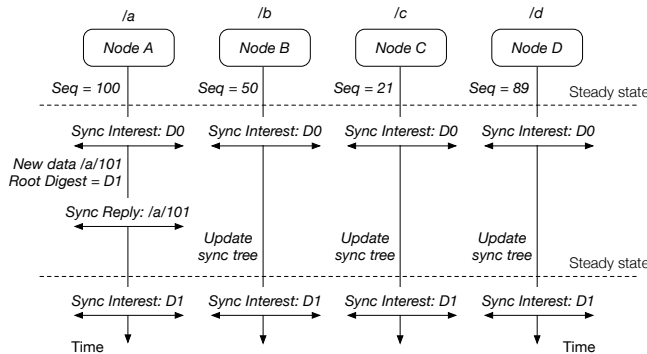 /a /b /c /d
Node A Node B Node C Node D
Seq = 100 Seq = 50 Seq = 21 Seq = 89
Steady state
Sync Interest: D0 Sync Interest: D0 Sync Interest: D0 Sync Interest: D0
New data /a/101
Root Digest = D1
Sync Reply: /a/101
Update Update Update
sync tree sync tree sync tree
Steady state
Sync Interest: D1 Sync Interest: D1 Sync Interest: D1 Sync Interest: D1
Time Time